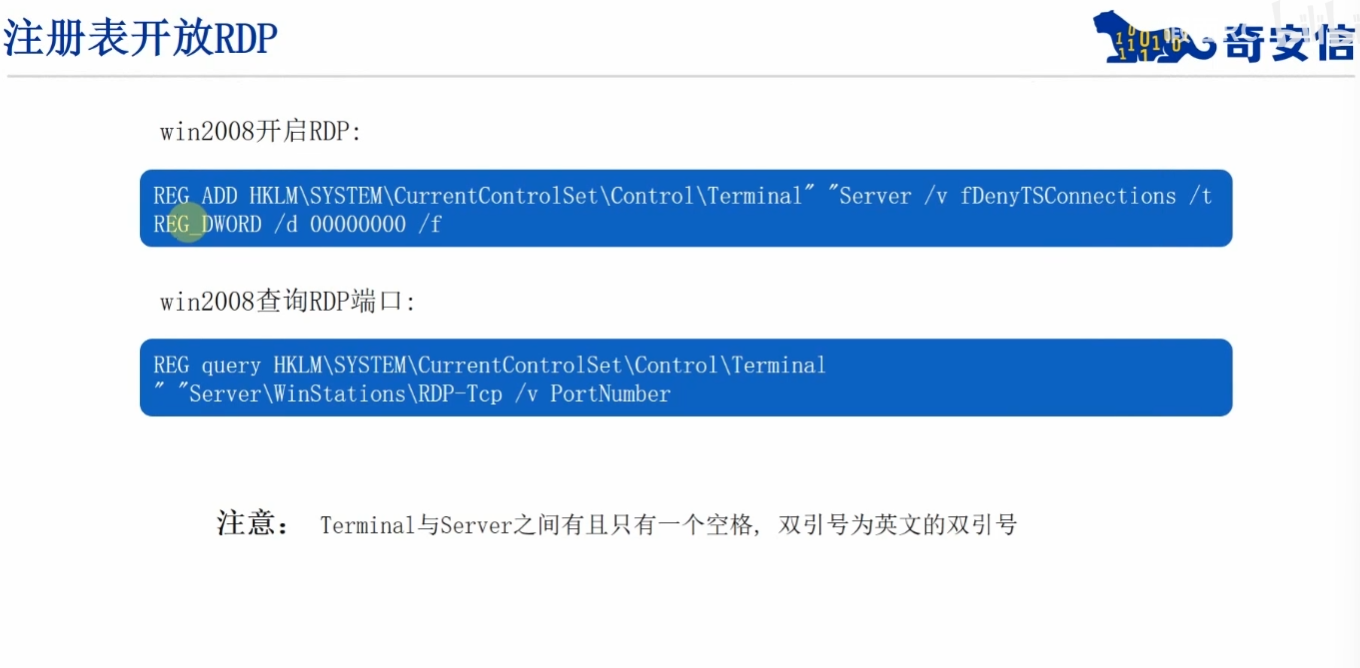 注册表开放RDP
奇安信
win2008开启RDP:
REG ADD HKLM\SYSTEM\CurrentControlSet\Control\Terminal" "Server /v fDenyTSConnections /t
REG_DWORD /d 00000000 /f
win2008查询RDP端口:
REG query HKLM\SYSTEM\CurrentControlSet\Control\Terminal
" "Server\WinStations\RDP-Tcp /v PortNumber
注意: Terminal与Server之间有且只有一个空格, 双引号为英文的双引号